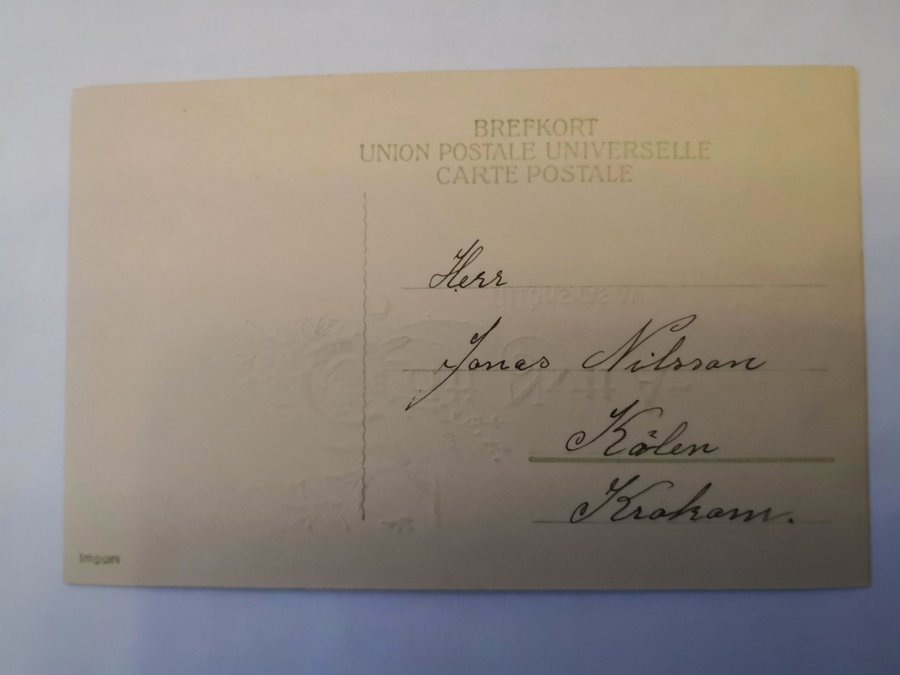 BREFKORT
UNION POSTALE UNIVERSELLE
CARTE POSTALE
Herr
Jonas Nilsson
Kölen
Krokom.
Import